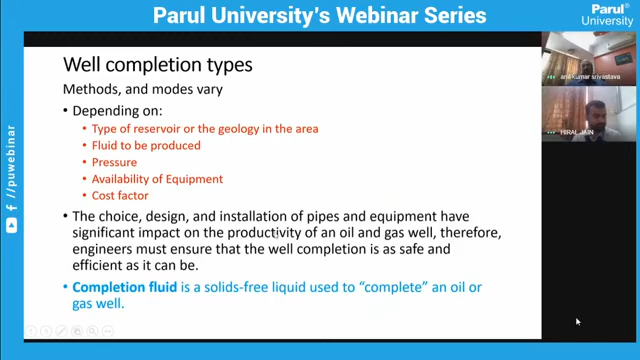 Parul University's Webinar Series
Parul®
University
Well completion types
Methods, and modes vary
• Depending on:
• Type of reservoir or the geology in the area
• Fluid to be produced
• Pressure
• Availability of Equipment
• Cost factor
• The choice, design, and installation of pipes and equipment have
significant impact on the productivity of an oil and gas well, therefore,
engineers must ensure that the well completion is as safe and
efficient as it can be.
• Completion fluid is a solids-free liquid used to “complete” an oil or
gas well.
anil kumar srivastava
HIRAL JAIN
f //puwebinar